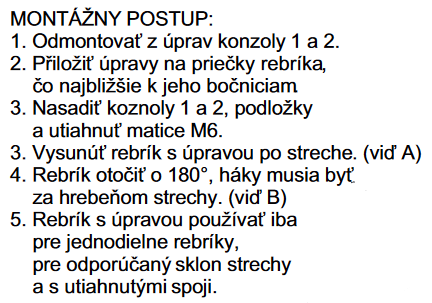 MONTÁŽNY POSTUP:
1. Odmontovať z úprav konzoly 1 a 2.
2. Přiložiť úpravy na priečky rebríka,
čo najbližšie k jeho bočniciam.
3. Nasadiť koznoly 1 a 2, podložky
a utiahnuť matice M6.
3. Vysunúť rebrík s úpravou po streche. (viď A)
4. Rebrík otočiť o 180°, háky musia byť
za hrebeňom strechy. (viď B)
5. Rebrík s úpravou používať iba
pre jednodielne rebríky,
pre odporúčaný sklon strechy
a s utiahnutými spoji.